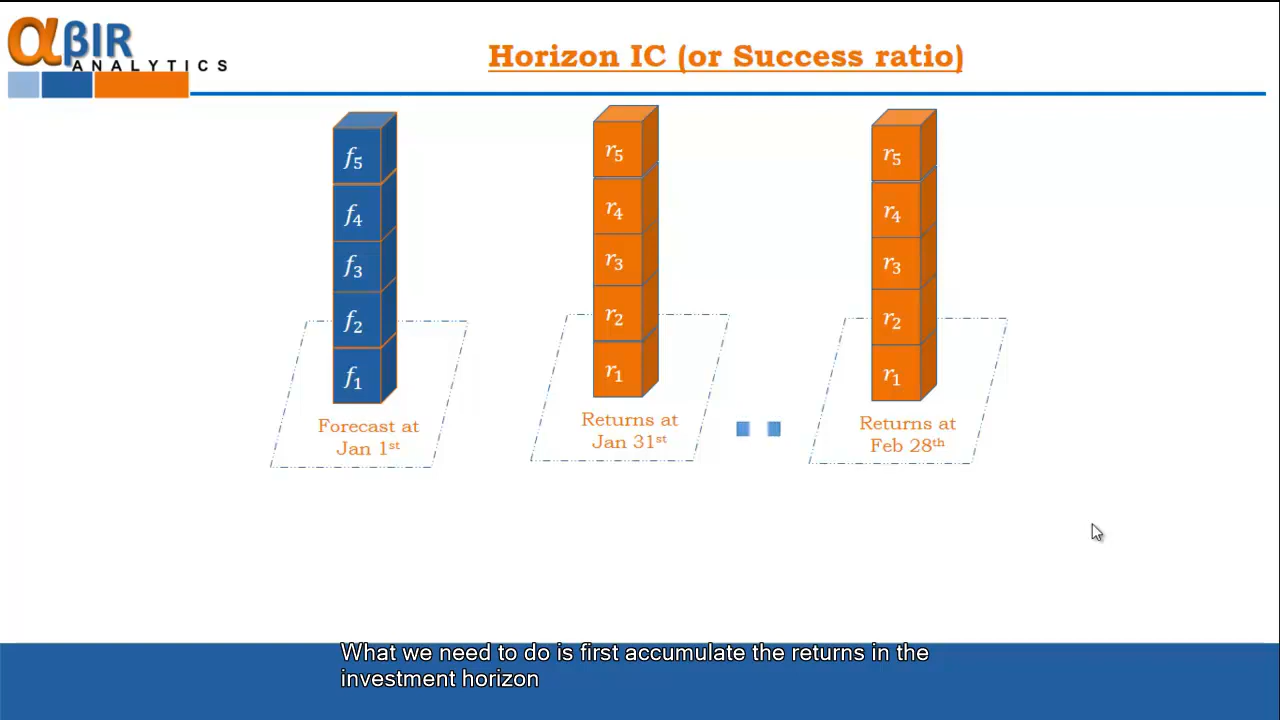 αβIR
ANALYTICS
Horizon IC (or Success ratio)
f5
f4
f3
f2
f1
Forecast at
Jan 1st
r5
r4
r3
r2
r1
Returns at
Jan 31st
r5
r4
r3
r2
r1
Returns at
Feb 28th
What we need to do is first accumulate the returns in the
investment horizon